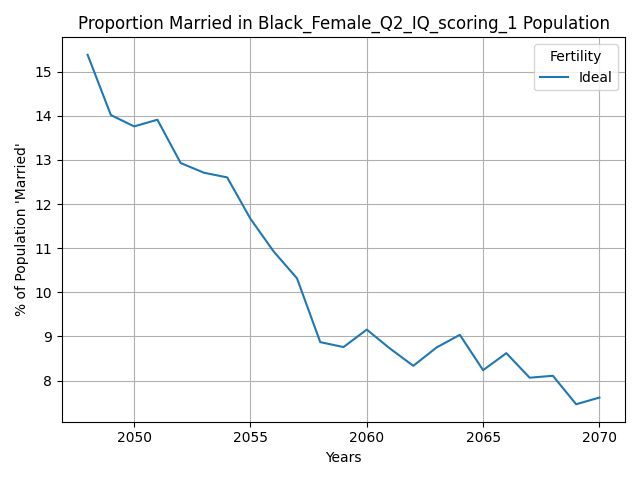 Proportion Married in Black_Female_Q2_IQ_scoring_1 Population
Fertility
Ideal
% of Population 'Married'
15
14
13
12
11
10
9
8
2050
2055
2060
2065
2070
Years